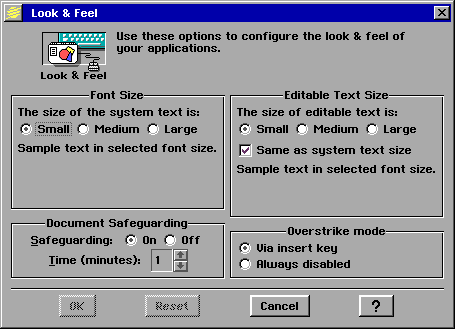 Look & Feel
Use these options to configure the look & feel of
your applications.
Look & Feel
Font Size
The size of the system text is:
Small Medium Large
Sample text in selected font size.
Editable Text Size
The size of editable text is:
Small Medium Large
Same as system text size
Sample text in selected font size.
Document Safeguarding
Safeguarding: On Off
Time (minutes): 1
Overstrike mode
Via insert key
Always disabled
OK Reset Cancel ?